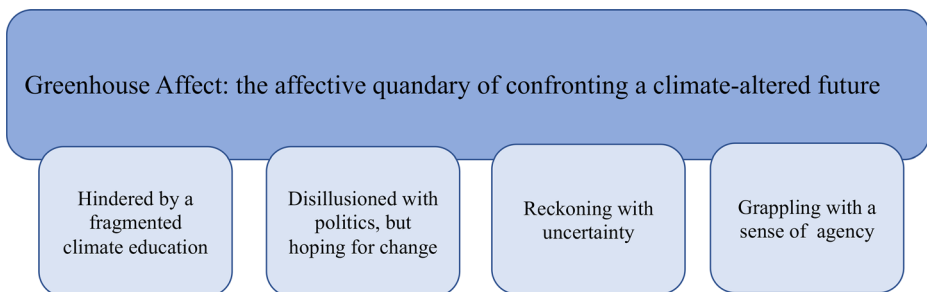 Greenhouse Affect: the affective quandary of confronting a climate-altered future
Hindered by a
fragmented
climate education
Disillusioned with
politics, but
hoping for change
Reckoning with
uncertainty
Grappling with a
sense of agency